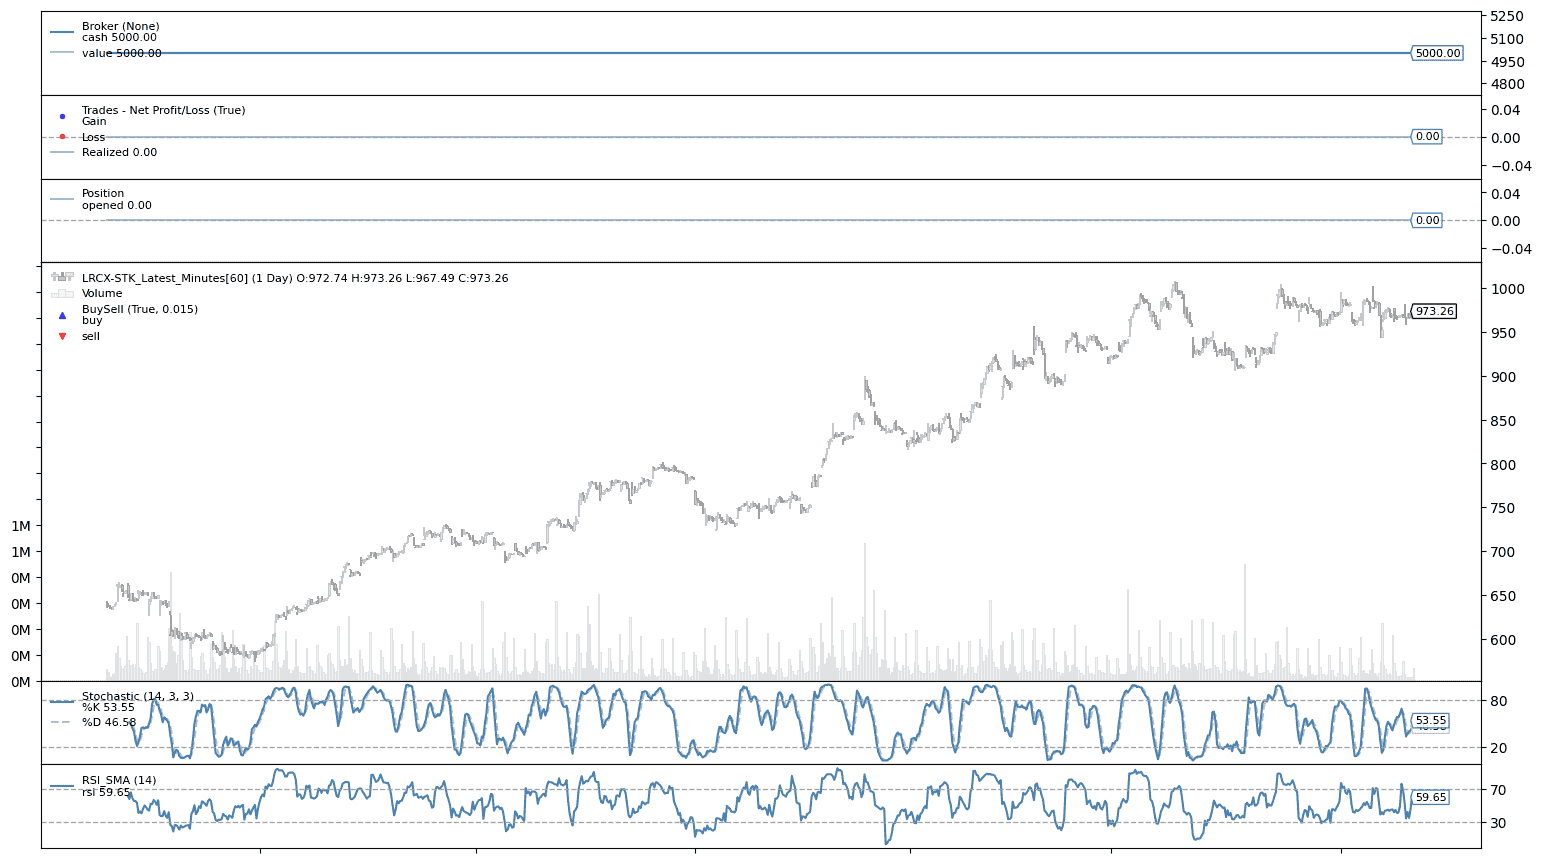 Broker (None)
cash 5000.00
value 5000.00
5250
5100
4950
4800
5000.00
Trades - Net Profit/Loss (True)
Gain
Loss
Realized 0.00
0.04
0.00
−0.04
0.00
Position
opened 0.00
0.04
0.00
−0.04
0.00
LRCX-STK_Latest_Minutes[60] (1 Day) O:972.74 H:973.26 L:967.49 C:973.26
Volume
BuySell (True, 0.015)
buy
sell
1000
950
900
850
800
750
700
650
600
973.26
1M
1M
0M
0M
0M
0M
0M
Stochastic (14, 3, 3)
%K 53.55
%D 46.58
80
20
53.55
RSI_SMA (14)
rsi 59.65
70
30
59.65